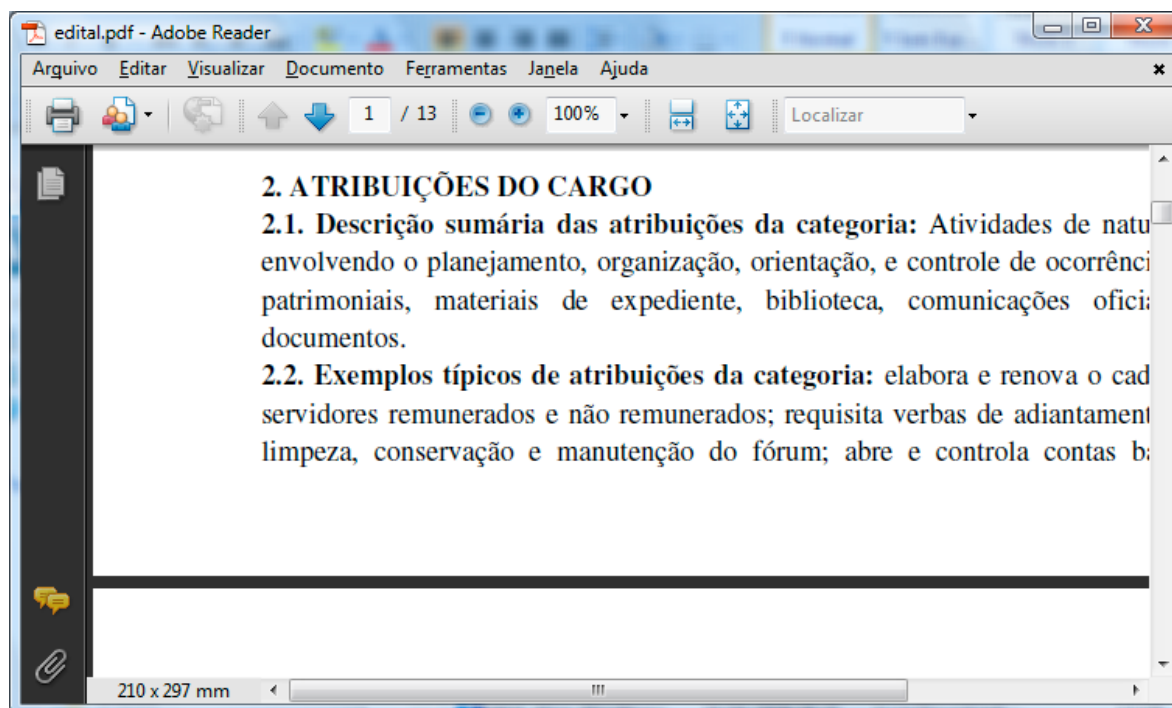 edital.pdf - Adobe Reader
Arquivo Editar Visualizar Documento Ferramentas Janela Ajuda
1 / 13 100% Localizar
2. ATRIBUIÇÕES DO CARGO
2.1. Descrição sumária das atribuições da categoria: Atividades de natu
envolvendo o planejamento, organização, orientação, e controle de ocorrênci
patrimoniais, materiais de expediente, biblioteca, comunicações ofici
documentos.
2.2. Exemplos típicos de atribuições da categoria: elabora e renova o cad
servidores remunerados e não remunerados; requisita verbas de adiantament
limpeza, conservação e manutenção do fórum; abre e controla contas b
210 x 297 mm